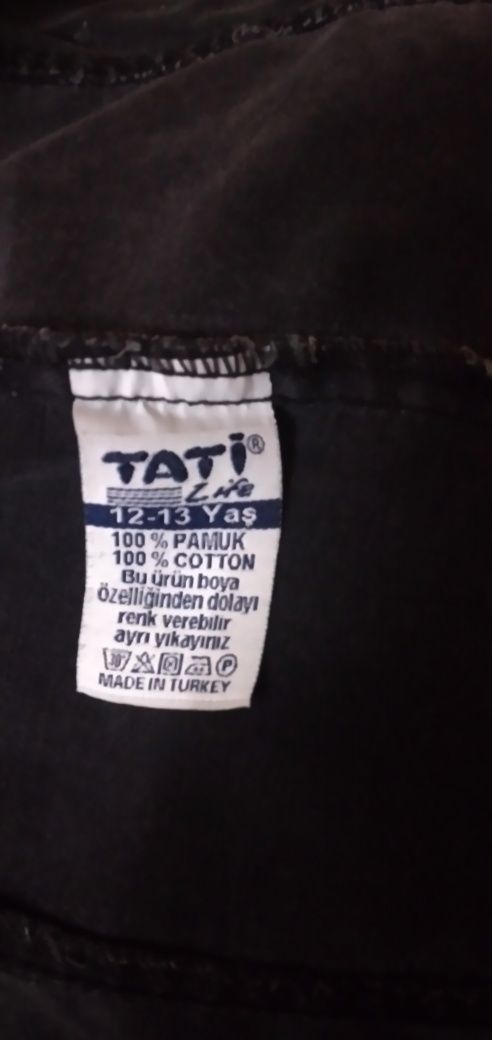 TATi®
Life
12-13 Yaş
100 % PAMUK
100 % COTTON
Bu ürün boya
özelliğinden dolayı
renk verebilir
ayrı yıkayınız
30° P
MADE IN TURKEY